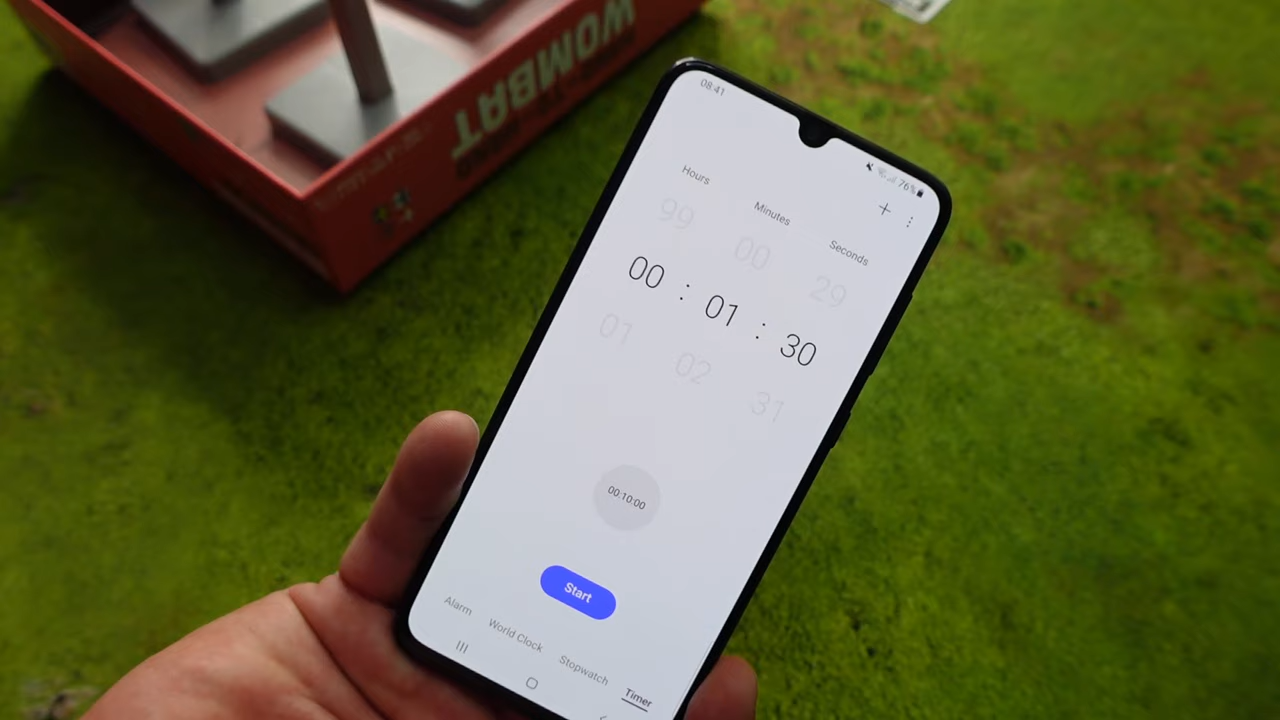 WOMBAT
08:41
76%
Hours Minutes Seconds
99 00 29
00 : 01 : 30
01 02 31
00:10:00
Start
Alarm World Clock Stopwatch Timer